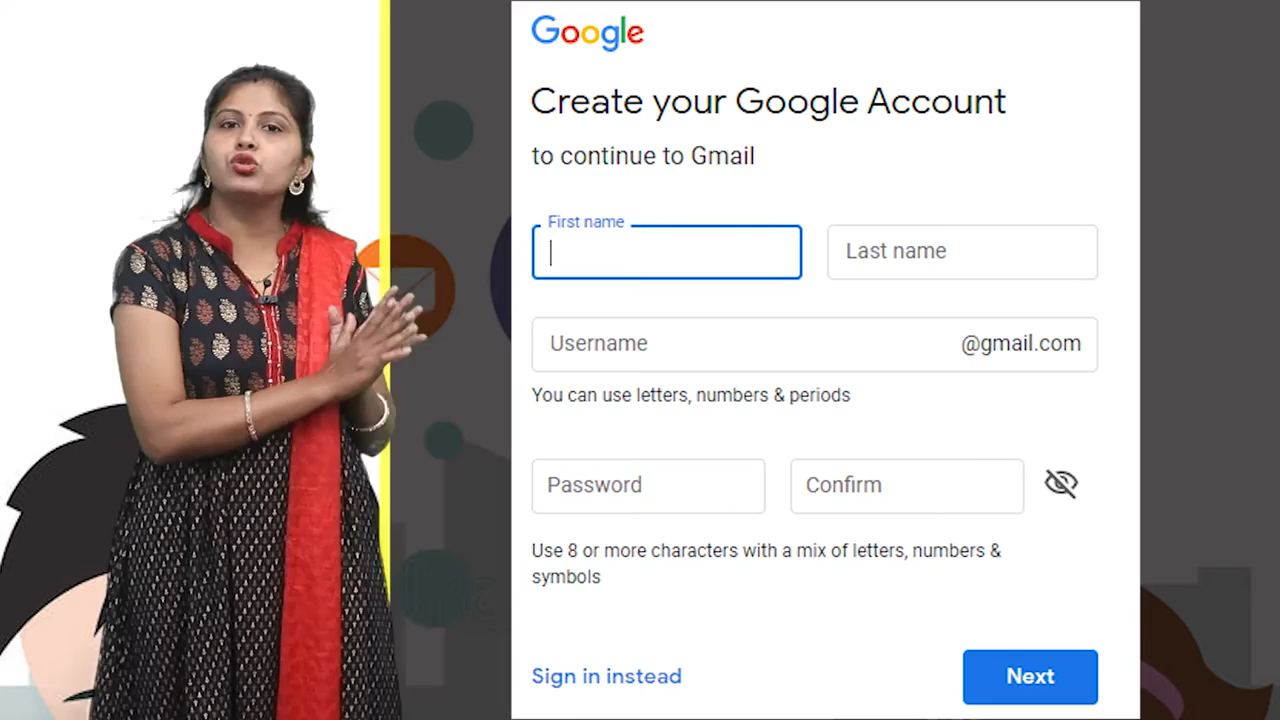 Google
Create your Google Account
to continue to Gmail
First name
Last name
Username @gmail.com
You can use letters, numbers & periods
Password Confirm
Use 8 or more characters with a mix of letters, numbers &
symbols
Sign in instead Next